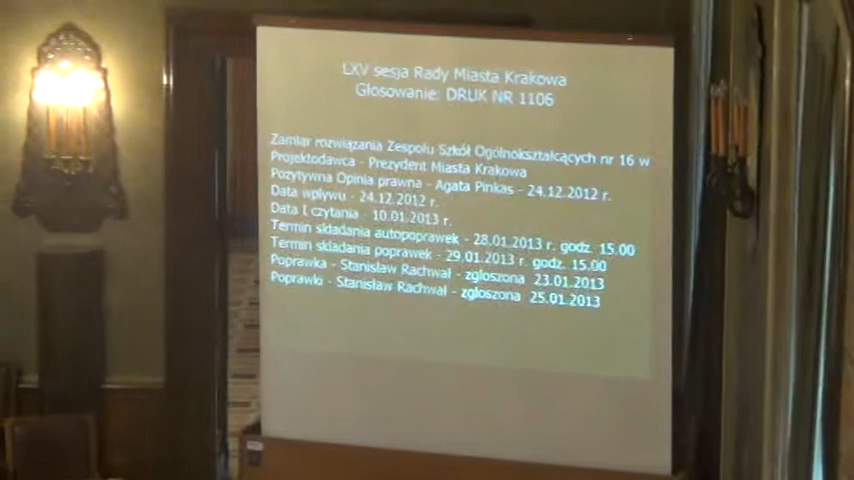 LXV sesja Rady Miasta Krakowa
Głosowanie: DRUK NR 1106
Zamiar rozwiązania Zespołu Szkół Ogólnokształcących nr 16 w
Projektodawca - Prezydent Miasta Krakowa
Pozytywna Opinia prawna - Agata Pinkas - 24.12.2012 r.
Data wpływu - 24.12.2012 r.
Data I czytania - 10.01.2013 r.
Termin składania autopoprawek - 28.01.2013 r. godz. 15.00
Termin składania poprawek - 29.01.2013 r. godz. 15.00
Poprawka - Stanisław Rachwał - zgłoszona 23.01.2013
Poprawki - Stanisław Rachwał - zgłoszona 25.01.2013